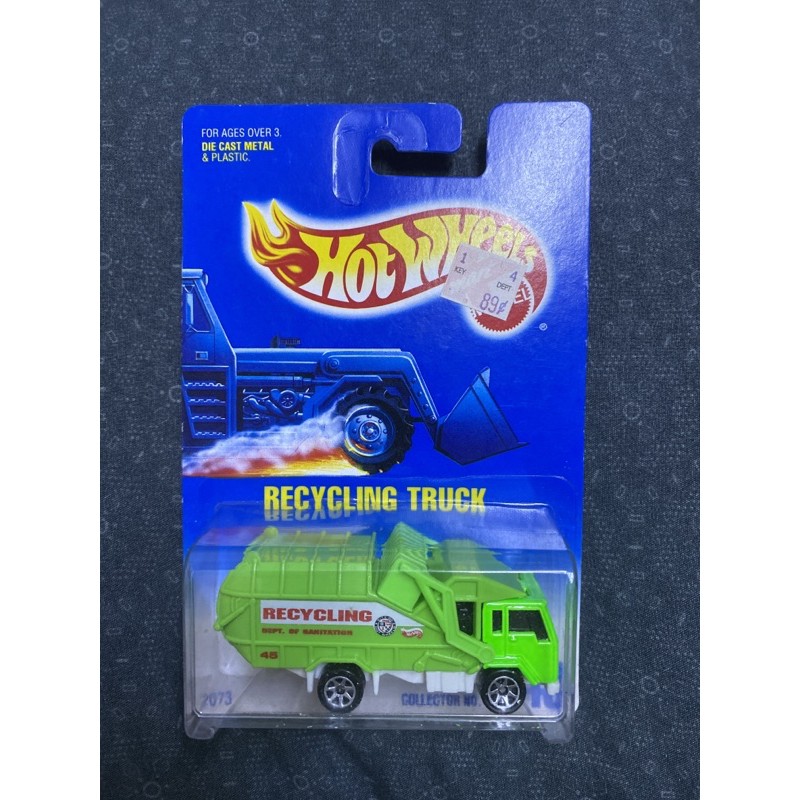 FOR AGES OVER 3.
DIE CAST METAL
& PLASTIC.
HOT WHEELS
®
1
KEY
4
DEPT
89¢
RECYCLING TRUCK
RECYCLING
DEPT. OF SANITATION
45
2073
COLLECTOR NO